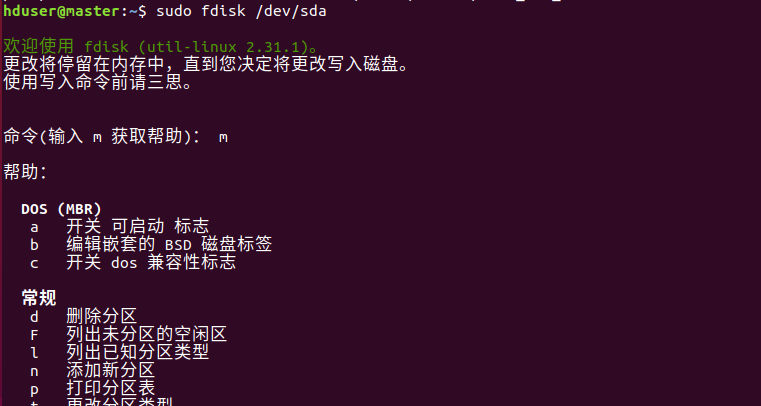 hduser@master:~$ sudo fdisk /dev/sda
欢迎使用 fdisk (util-linux 2.31.1)。
更改将停留在内存中，直到您决定将更改写入磁盘。
使用写入命令前请三思。
命令(输入 m 获取帮助)： m
帮助：
DOS (MBR)
a 开关 可启动 标志
b 编辑嵌套的 BSD 磁盘标签
c 开关 dos 兼容性标志
常规
d 删除分区
F 列出未分区的空闲区
l 列出已知分区类型
n 添加新分区
p 打印分区表
t 更改分区类型